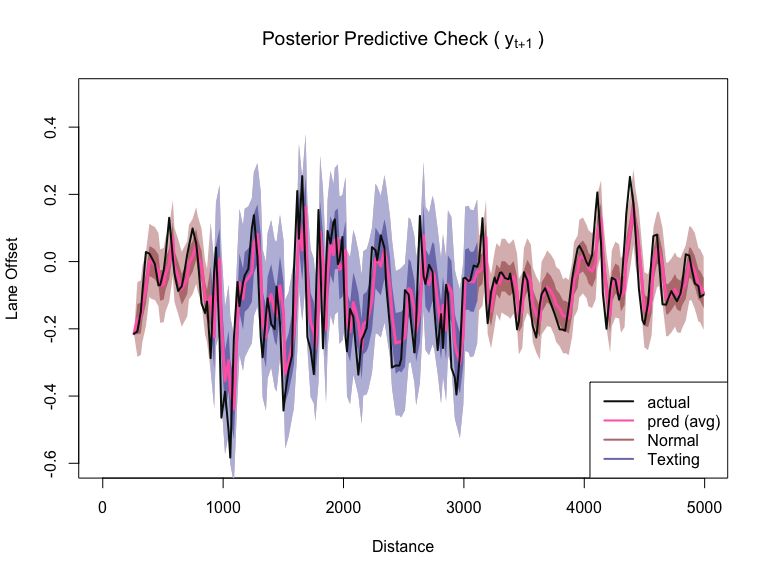 Posterior Predictive Check ( yt+1 )
Lane Offset
0.4
0.2
0.0
-0.2
-0.4
-0.6
actual
pred (avg)
Normal
Texting
0 1000 2000 3000 4000 5000
Distance